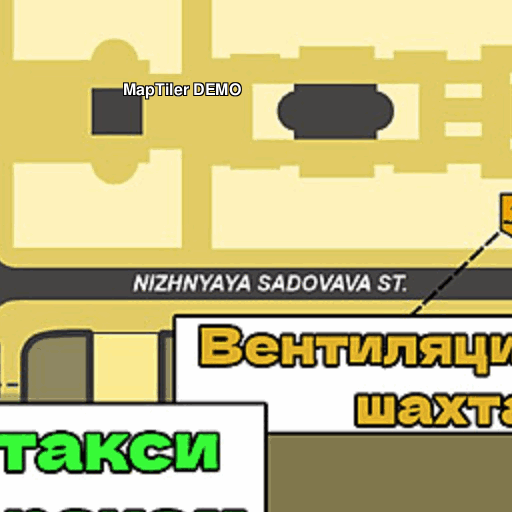 MapTiler DEMO
NIZHNYAYA SADOVAVA ST.
Вентиляци
шахта
такси